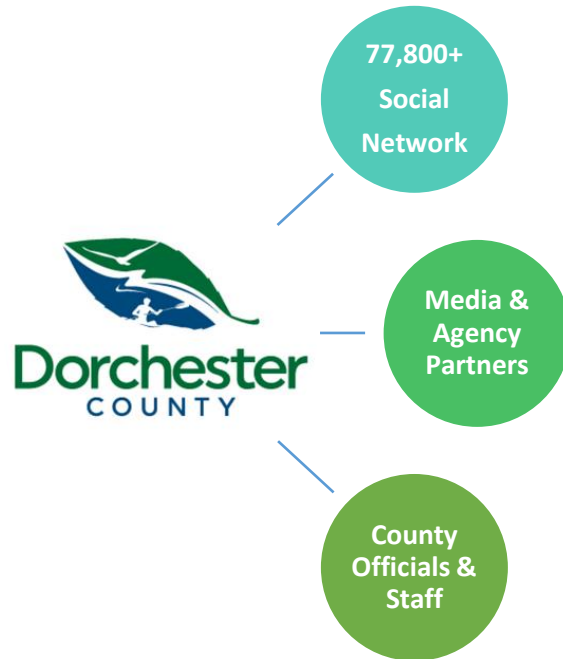 77,800+
Social
Network
Dorchester
COUNTY
Media &
Agency
Partners
County
Officials &
Staff